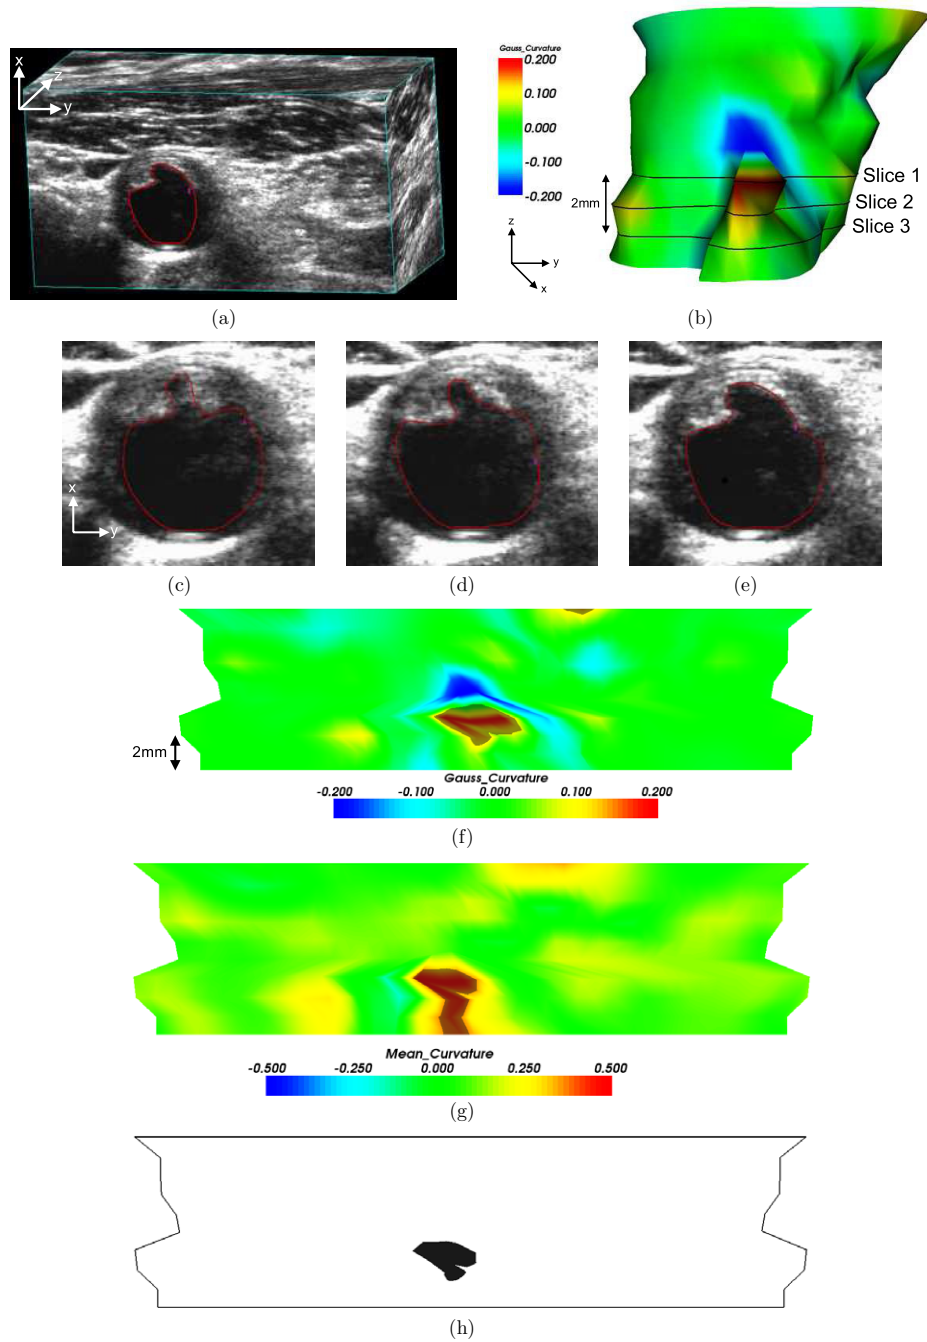 x
z
y
(a)
Gauss_Curvature
0.200
0.100
0.000
-0.100
-0.200
z
y
x
2mm
Slice 1
Slice 2
Slice 3
(b)
x
y
(c)
(d)
(e)
2mm
Gauss_Curvature
-0.200 -0.100 0.000 0.100 0.200
(f)
Mean_Curvature
-0.500 -0.250 0.000 0.250 0.500
(g)
(h)